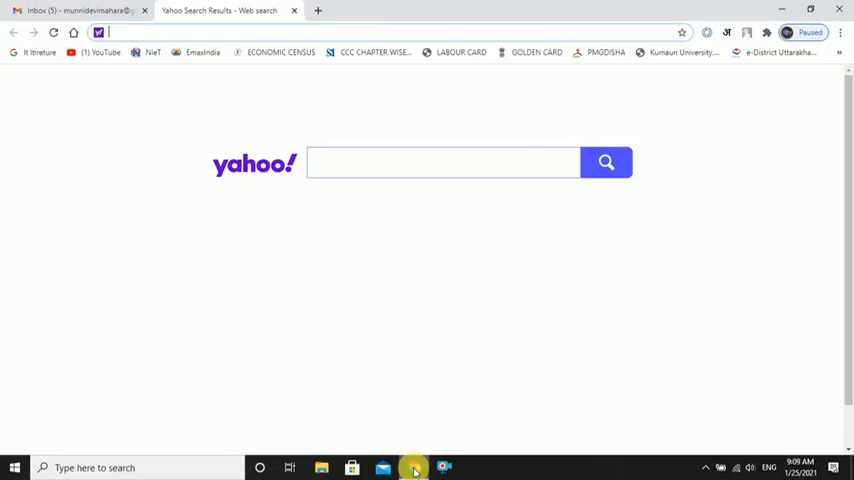 Inbox (5) - munnidevimahara@g
Yahoo Search Results - Web search
Paused
It Itireture
(1) YouTube
NieT
EmaxIndia
ECONOMIC CENSUS
CCC CHAPTER WISE...
LABOUR CARD
GOLDEN CARD
PMGDISHA
Kumaun University,...
e-District Uttarakha...
yahoo!
Type here to search
ENG
9:09 AM
1/25/2021